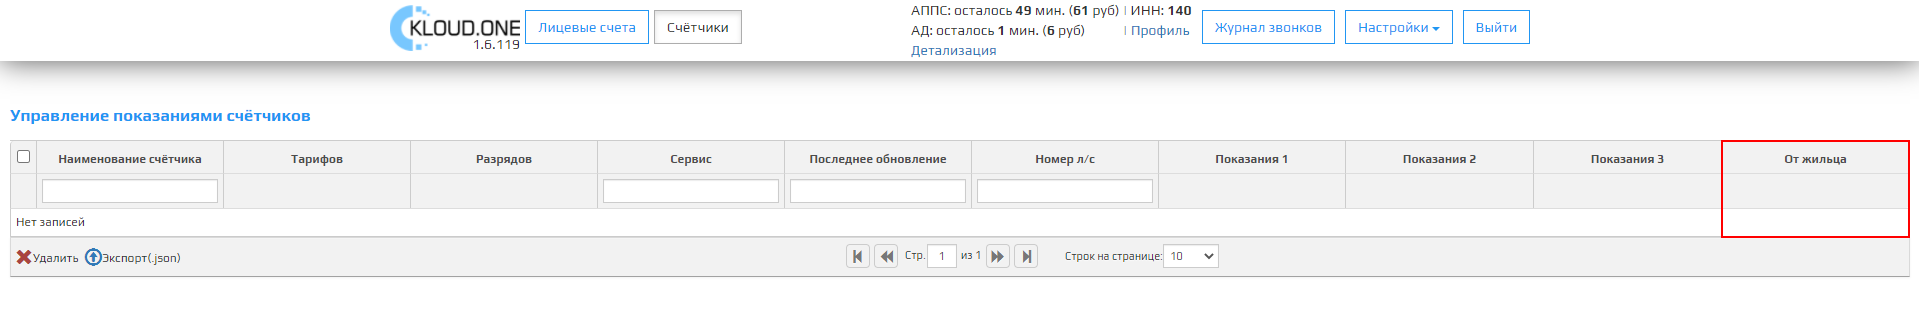 KLOUD.ONE
1.6.119
Лицевые счета
Счётчики
АППС: осталось 49 мин. (61 руб) | ИНН: 140
АД: осталось 1 мин. (6 руб) | Профиль
Детализация
Журнал звонков
Настройки
Выйти
Управление показаниями счётчиков
Наименование счётчика Тарифов Разрядов Сервис Последнее обновление Номер л/с Показания 1 Показания 2 Показания 3 От жильца
Нет записей
Удалить Экспорт(.json) Стр. 1 из 1 Строк на странице: 10